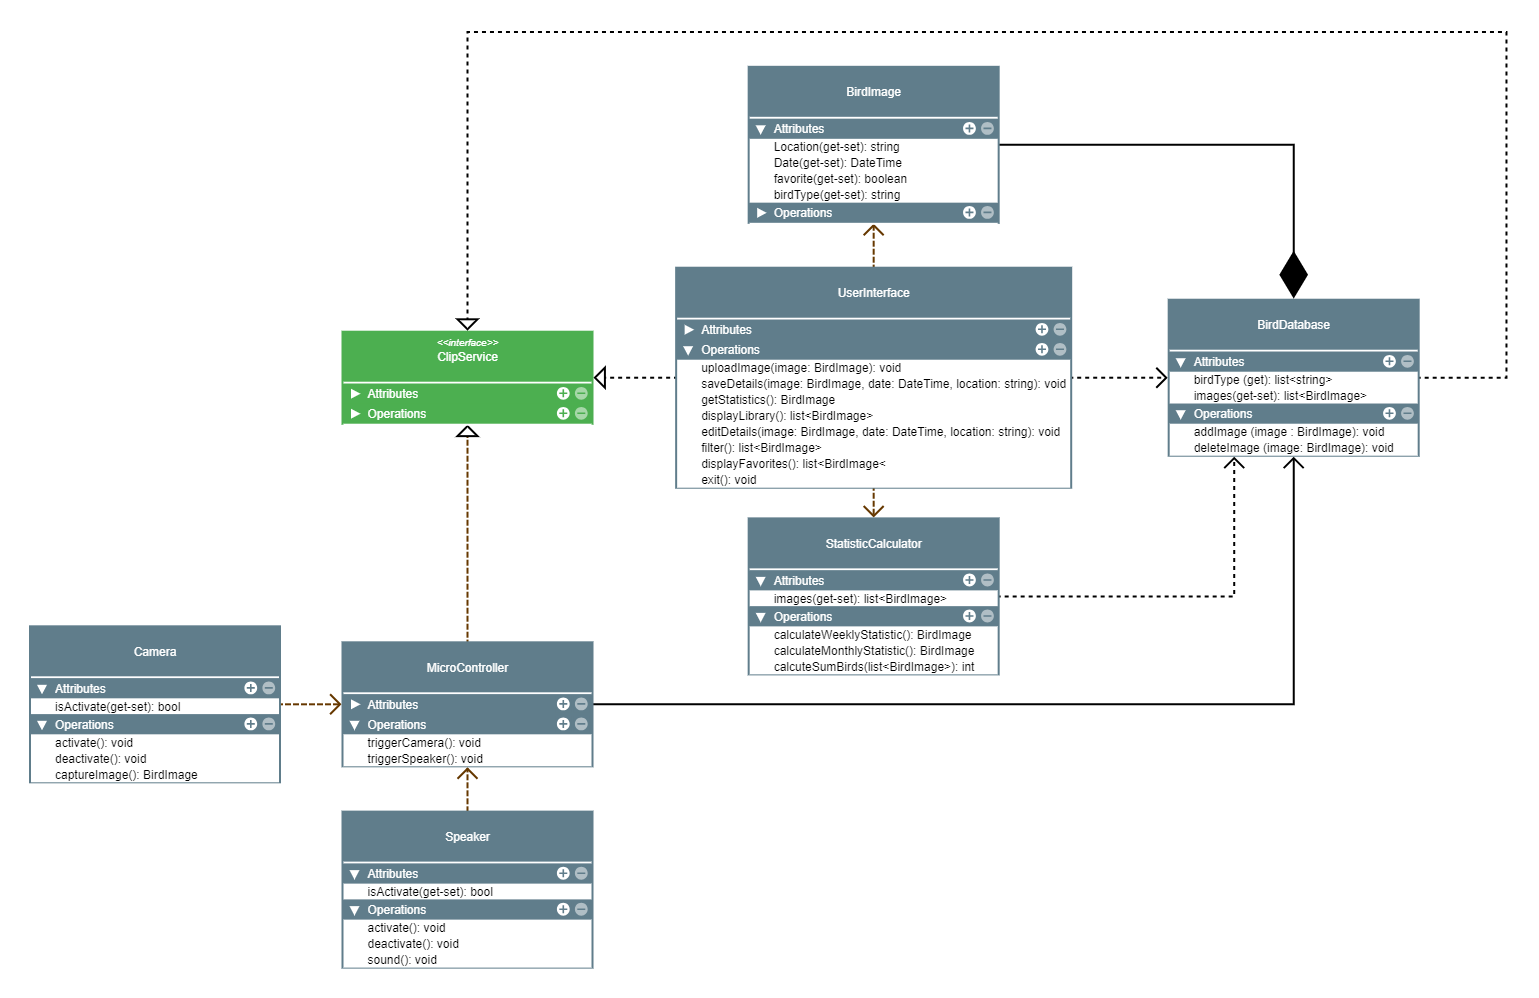 BirdImage
Attributes
Location(get-set): string
Date(get-set): DateTime
favorite(get-set): boolean
birdType(get-set): string
Operations
UserInterface
Attributes
Operations
uploadImage(image: BirdImage): void
saveDetails(image: BirdImage, date: DateTime, location: string): void
getStatistics(): BirdImage
displayLibrary(): list<BirdImage>
editDetails(image: BirdImage, date: DateTime, location: string): void
filter(): list<BirdImage>
displayFavorites(): list<BirdImage<
exit(): void
BirdDatabase
Attributes
birdType (get): list<string>
images(get-set): list<BirdImage>
Operations
addImage (image : BirdImage): void
deleteImage (image: BirdImage): void
<<interface>>
ClipService
Attributes
Operations
StatisticCalculator
Attributes
images(get-set): list<BirdImage>
Operations
calculateWeeklyStatistic(): BirdImage
calculateMonthlyStatistic(): BirdImage
calcuteSumBirds(list<BirdImage>): int
Camera
Attributes
isActivate(get-set): bool
Operations
activate(): void
deactivate(): void
captureImage(): BirdImage
MicroController
Attributes
Operations
triggerCamera(): void
triggerSpeaker(): void
Speaker
Attributes
isActivate(get-set): bool
Operations
activate(): void
deactivate(): void
sound(): void